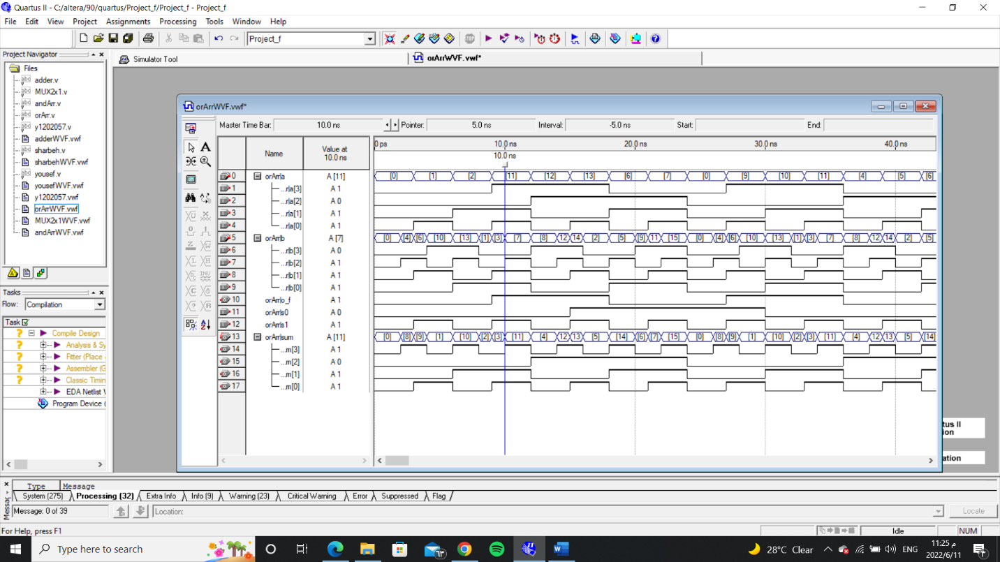 Quartus II - C:/altera/90/quartus/Project_f/Project_f - Project_f
File Edit View Project Assignments Processing Tools Window Help
Project_f
Project Navigator
Simulator Tool
orArrWVF.vwf*
Files
adder.v
MUX2x1.v
andArr.v
orArr.v
y1202057.v
adderWVF.vwf
sharbeh.v
sharbehWVF.vwf
yousef.v
yousefWVF.vwf
y1202057.vwf
orArrWVF.vwf
MUX2x1WVF.vwf
andArrWVF.vwf
orArrWVF.vwf*
Master Time Bar: 10.0 ns Pointer: 5.0 ns Interval: -5.0 ns Start: End:
Name
Value at
10.0 ns
0 ps 10.0 ns 20.0 ns 30.0 ns 40.0 ns
10.0 ns
0 orArr|a A [11] [0] [1] [2] [11] [12] [13] [6] [7] [0] [9] [10] [11] [4] [5] [6]
1 ...r|a[3] A 1
2 ...r|a[2] A 0
3 ...r|a[1] A 1
4 ...r|a[0] A 1
5 orArr|b A [7] [0] [4] [6] [10] [13] [1] [3] [7] [8] 12 14 [2] [5] [9] 11 [15] [0] [4] [6] [10] [13] [1] [3] [7] [8] 12 14 [2] [5]
6 ...r|b[3] A 0
7 ...r|b[2] A 1
8 ...r|b[1] A 1
9 ...r|b[0] A 1
10 orArr|o_f A 1
11 orArr|s0 A 0
12 orArr|s1 A 1
13 orArr|sum A [11] [0] [8] [9] [1] [10] [2] [3] [11] [4] 12 13 [5] [14] [6] [7] [15] [0] [8] [9] [1] [10] [2] [3] [11] [4] 12 13 [5] [14]
14 ...m[3] A 1
15 ...m[2] A 0
16 ...m[1] A 1
17 ...m[0] A 1
Tasks
Flow: Compilation
Task
Compile Design
Analysis & Sy
Fitter (Place
Assembler (G
Classic Timin
EDA Netlist
Program Device (
tus II
ion
ation
Type Message
System (275) Processing (32) Extra Info Info (9) Warning (23) Critical Warning Error Suppressed Flag
Messag
Message: 0 of 39
Location:
Locate
For Help, press F1
Idle
NUM
Type here to search
٦٣
28°C Clear
ENG
11:25 م
2022/6/11
٣